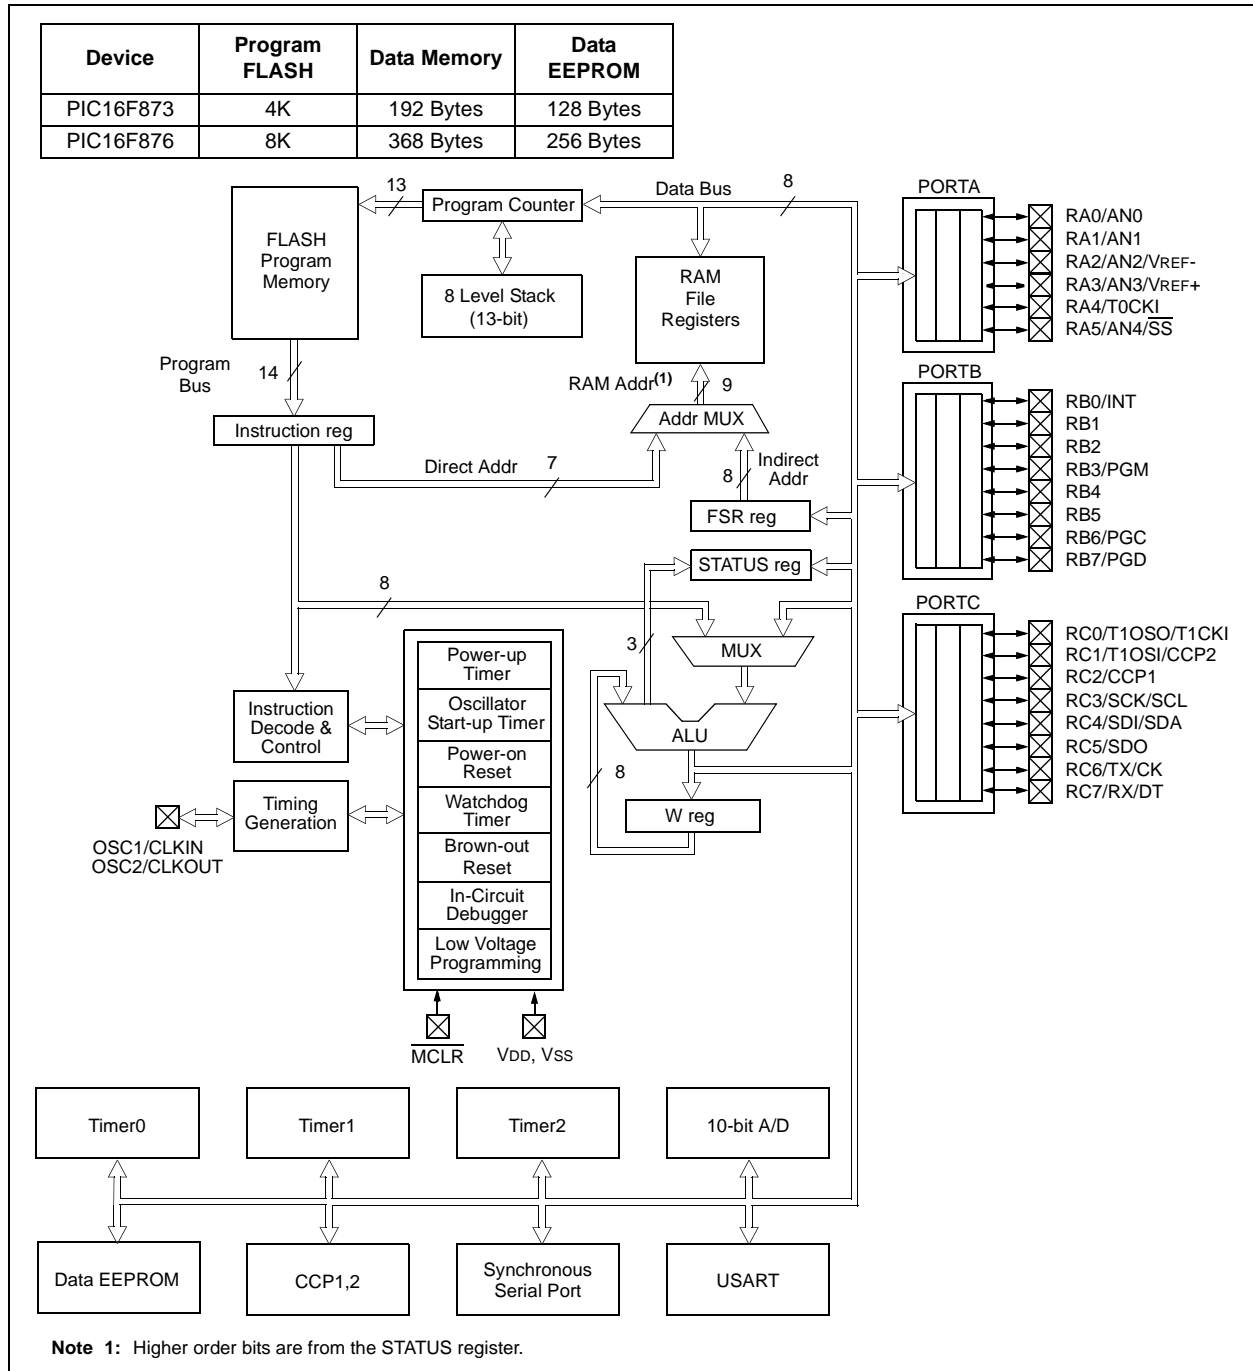 Device Program FLASH Data Memory Data EEPROM
PIC16F873 4K 192 Bytes 128 Bytes
PIC16F876 8K 368 Bytes 256 Bytes
FLASH
Program
Memory
13
Program Counter
8 Level Stack
(13-bit)
Data Bus
8
RAM
File
Registers
Program
Bus
14
RAM Addr(1)
9
Addr MUX
Instruction reg
Direct Addr
7
8
Indirect
Addr
FSR reg
STATUS reg
8
3
MUX
ALU
8
W reg
Instruction
Decode &
Control
Timing
Generation
OSC1/CLKIN
OSC2/CLKOUT
Power-up
Timer
Oscillator
Start-up Timer
Power-on
Reset
Watchdog
Timer
Brown-out
Reset
In-Circuit
Debugger
Low Voltage
Programming
MCLR
VDD, VSS
PORTA
RA0/AN0
RA1/AN1
RA2/AN2/VREF-
RA3/AN3/VREF+
RA4/T0CKI
RA5/AN4/SS
PORTB
RB0/INT
RB1
RB2
RB3/PGM
RB4
RB5
RB6/PGC
RB7/PGD
PORTC
RC0/T1OSO/T1CKI
RC1/T1OSI/CCP2
RC2/CCP1
RC3/SCK/SCL
RC4/SDI/SDA
RC5/SDO
RC6/TX/CK
RC7/RX/DT
Timer0
Timer1
Timer2
10-bit A/D
Data EEPROM
CCP1,2
Synchronous
Serial Port
USART
Note 1: Higher order bits are from the STATUS register.